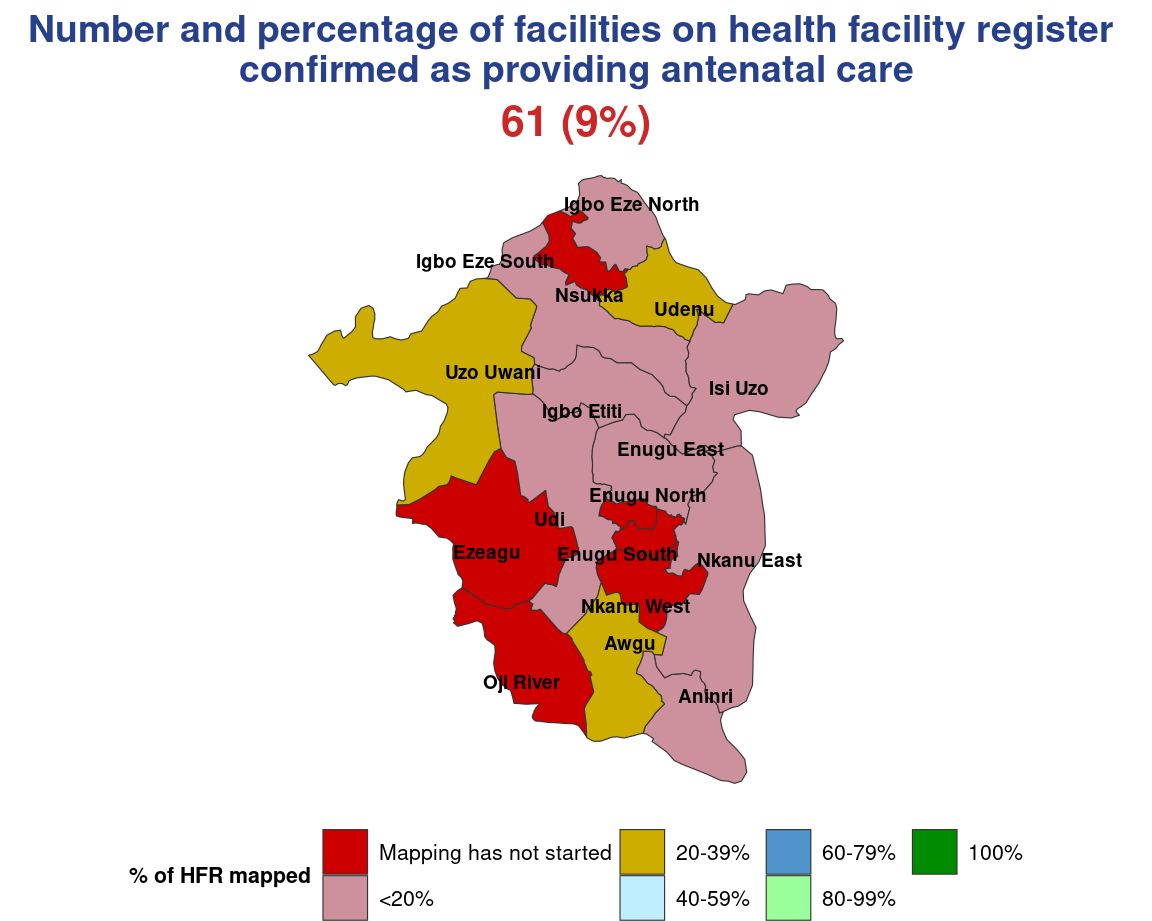 Number and percentage of facilities on health facility register
confirmed as providing antenatal care
61 (9%)
Igbo Eze North
Igbo Eze South
Nsukka
Udenu
Uzo Uwani
Isi Uzo
Igbo Etiti
Enugu East
Enugu North
Udi
Ezeagu
Enugu South
Nkanu East
Nkanu West
Awgu
Oji River
Aninri
% of HFR mapped
Mapping has not started
<20%
20-39%
40-59%
60-79%
80-99%
100%